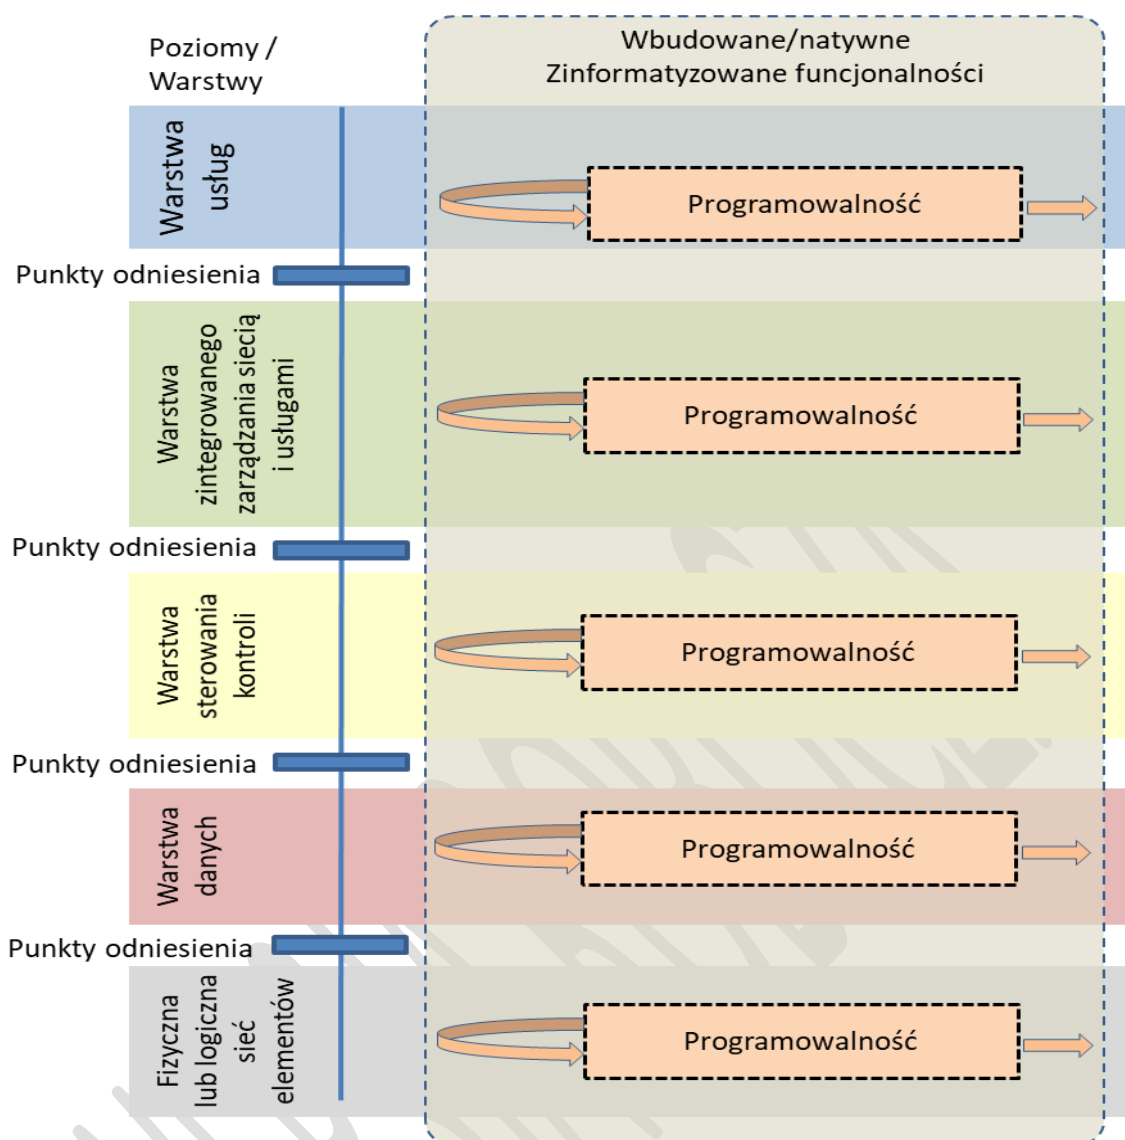 Poziomy /
Warstwy
Wbudowane/natywne
Zinformatyzowane funcjonalności
Warstwa
usług
Programowalność
Punkty odniesienia
Warstwa
zintegrowanego
zarządzania siecią
i usługami
Programowalność
Punkty odniesienia
Warstwa
sterowania
kontroli
Programowalność
Punkty odniesienia
Warstwa
danych
Programowalność
Punkty odniesienia
Fizyczna
lub logiczna
sieć
elementów
Programowalność